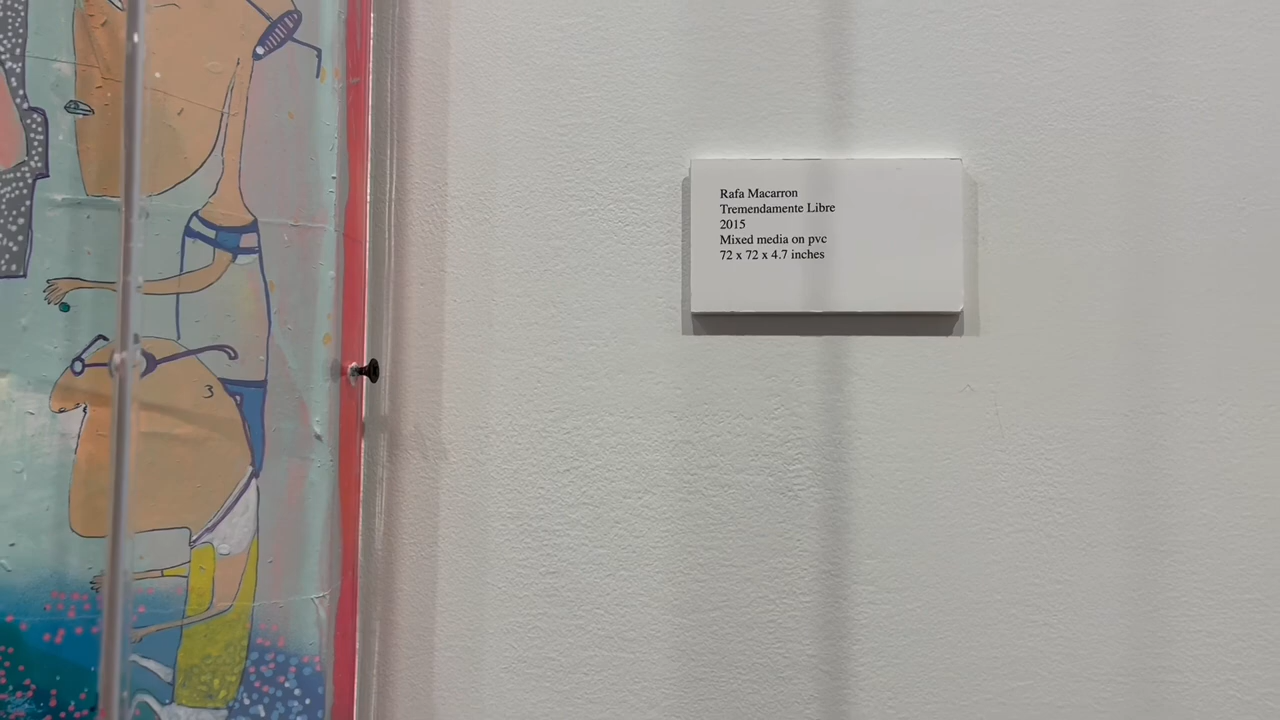 Rafa Macarron
Tremendamente Libre
2015
Mixed media on pvc
72 x 72 x 4.7 inches